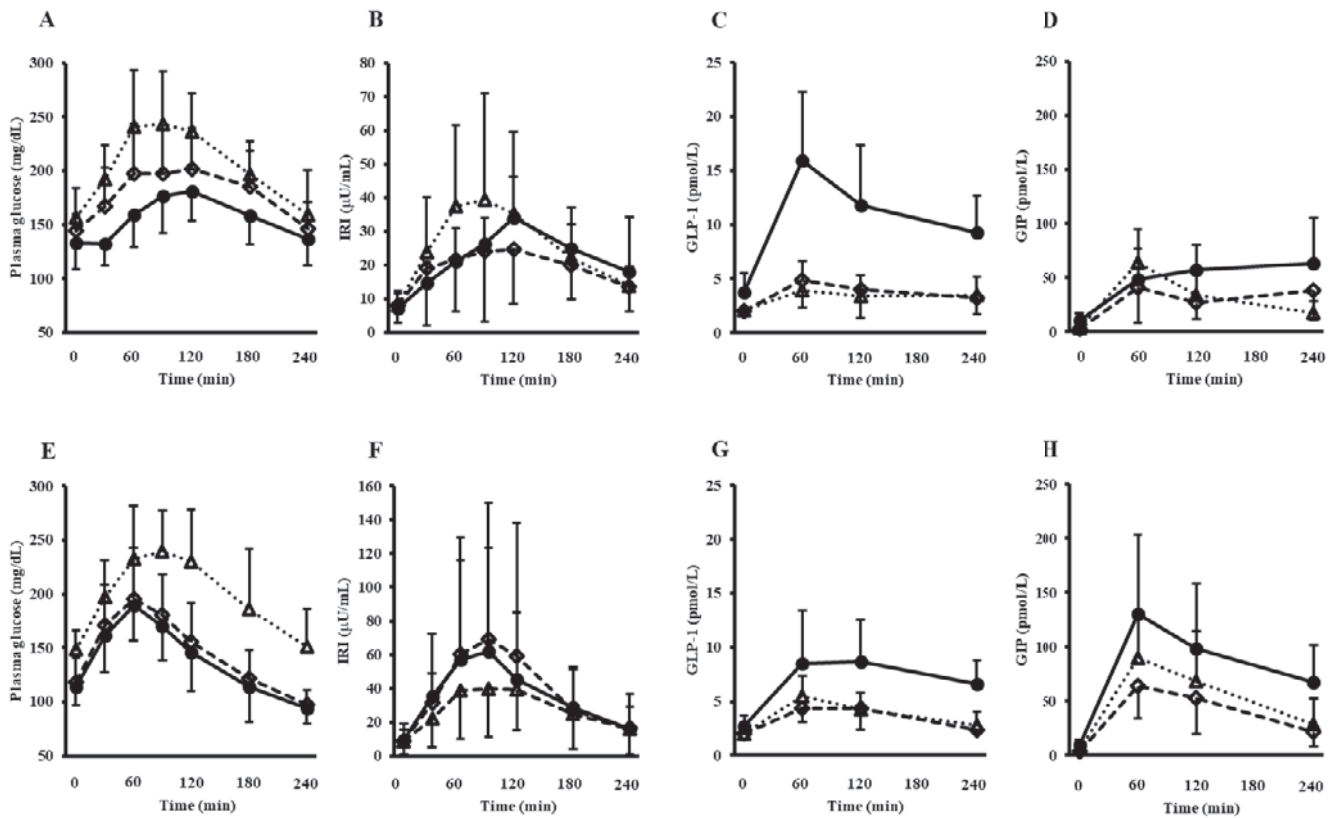 A
Plasma glucose (mg/dL)
300
250
200
150
100
50
0 60 120 180 240
Time (min)
B
IRI (μU/mL)
80
70
60
50
40
30
20
10
0
0 60 120 180 240
Time (min)
C
GLP-1 (pmol/L)
25
20
15
10
5
0
0 60 120 180 240
Time (min)
D
GIP (pmol/L)
250
200
150
100
50
0
0 60 120 180 240
Time (min)
E
Plasma glucose (mg/dL)
300
250
200
150
100
50
0 60 120 180 240
Time (min)
F
IRI (μU/mL)
160
140
120
100
80
60
40
20
0
0 60 120 180 240
Time (min)
G
GLP-1 (pmol/L)
25
20
15
10
5
0
0 60 120 180 240
Time (min)
H
GIP (pmol/L)
250
200
150
100
50
0
0 60 120 180 240
Time (min)